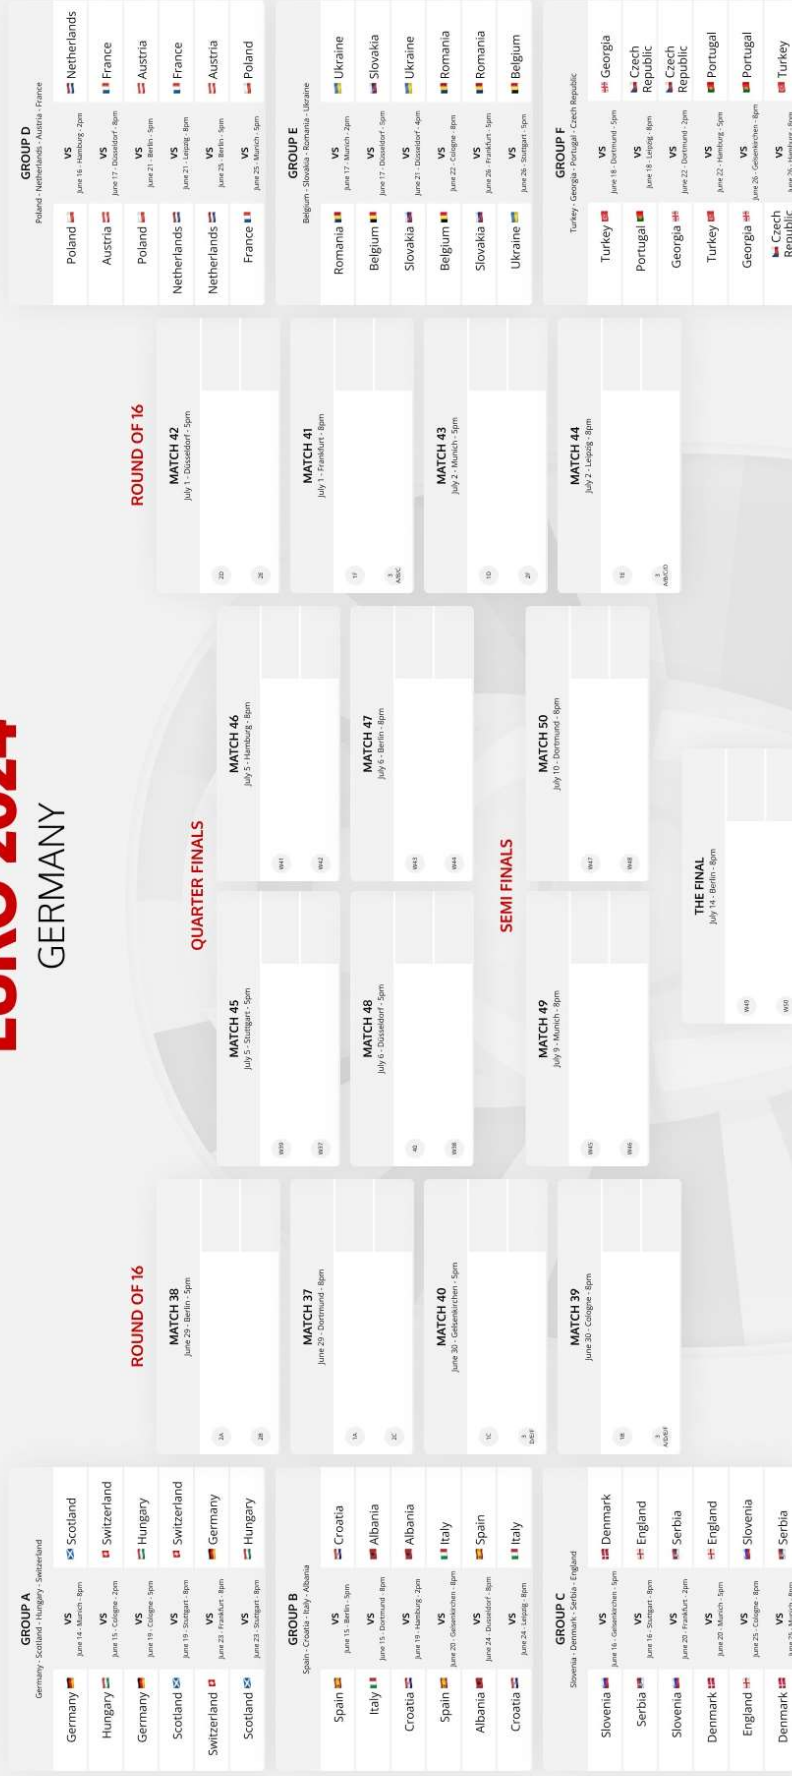 EURO 2024
GERMANY
GROUP A
Germany - Scotland - Hungary - Switzerland
Germany VS Scotland
June 14 - Munich - 8pm
Hungary VS Switzerland
June 15 - Cologne - 2pm
Germany VS Hungary
June 19 - Cologne - 5pm
Scotland VS Switzerland
June 19 - Stuttgart - 8pm
Switzerland VS Germany
June 23 - Frankfurt - 8pm
Scotland VS Hungary
June 23 - Stuttgart - 8pm
GROUP B
Spain - Croatia - Italy - Albania
Spain VS Croatia
June 15 - Berlin - 5pm
Italy VS Albania
June 15 - Dortmund - 8pm
Croatia VS Albania
June 19 - Hamburg - 2pm
Spain VS Italy
June 20 - Gelsenkirchen - 8pm
Albania VS Spain
June 24 - Dusseldorf - 8pm
Croatia VS Italy
June 24 - Leipzig - 8pm
GROUP C
Slovenia - Denmark - Serbia - England
Slovenia VS Denmark
June 16 - Gelsenkirchen - 5pm
Serbia VS England
June 16 - Stuttgart - 8pm
Slovenia VS Serbia
June 20 - Frankfurt - 2pm
Denmark VS England
June 20 - Munich - 5pm
England VS Slovenia
June 25 - Cologne - 8pm
Denmark VS Serbia
June 25 - Munich - 8pm
ROUND OF 16
MATCH 38
June 29 - Berlin - 5pm
2A
2B
MATCH 37
June 29 - Dortmund - 8pm
1A
2C
MATCH 40
June 30 - Gelsenkirchen - 5pm
1C
3
D/E/F
MATCH 39
June 30 - Cologne - 8pm
1B
3
A/D/E/F
QUARTER FINALS
MATCH 45
July 5 - Stuttgart - 5pm
W39
W37
MATCH 46
July 5 - Hamburg - 8pm
W41
W42
MATCH 48
July 6 - Düsseldorf - 5pm
W38
MATCH 47
July 6 - Berlin - 8pm
W43
W44
SEMI FINALS
MATCH 49
July 9 - Munich - 8pm
W45
W46
MATCH 50
July 10 - Dortmund - 8pm
W47
W48
THE FINAL
July 14 - Berlin - 8pm
W49
W50
ROUND OF 16
MATCH 42
July 1 - Düsseldorf - 5pm
2D
2E
MATCH 41
July 1 - Frankfurt - 8pm
1F
3
A/B/C
MATCH 43
July 2 - Munich - 5pm
1D
2F
MATCH 44
July 2 - Leipzig - 8pm
1E
3
A/B/C/D
GROUP D
Poland - Netherlands - Austria - France
Poland VS Netherlands
June 16 - Hamburg - 2pm
Austria VS France
June 17 - Düsseldorf - 8pm
Poland VS Austria
June 21 - Berlin - 5pm
Netherlands VS France
June 21 - Leipzig - 8pm
Netherlands VS Austria
June 25 - Berlin - 5pm
France VS Poland
June 25 - Munich - 5pm
GROUP E
Belgium - Slovakia - Romania - Ukraine
Romania VS Ukraine
June 17 - Munich - 2pm
Belgium VS Slovakia
June 17 - Düsseldorf - 5pm
Slovakia VS Ukraine
June 21 - Düsseldorf - 4pm
Belgium VS Romania
June 22 - Cologne - 8pm
Slovakia VS Romania
June 26 - Frankfurt - 5pm
Ukraine VS Belgium
June 26 - Stuttgart - 5pm
GROUP F
Turkey - Georgia - Portugal - Czech Republic
Turkey VS Georgia
June 18 - Dortmund - 5pm
Portugal VS Czech Republic
June 18 - Leipzig - 8pm
Georgia VS Czech Republic
June 22 - Dortmund - 2pm
Turkey VS Portugal
June 22 - Hamburg - 5pm
Georgia VS Portugal
June 26 - Gelsenkirchen - 8pm
Czech Republic VS Turkey
June 26 - Hamburg - 8pm